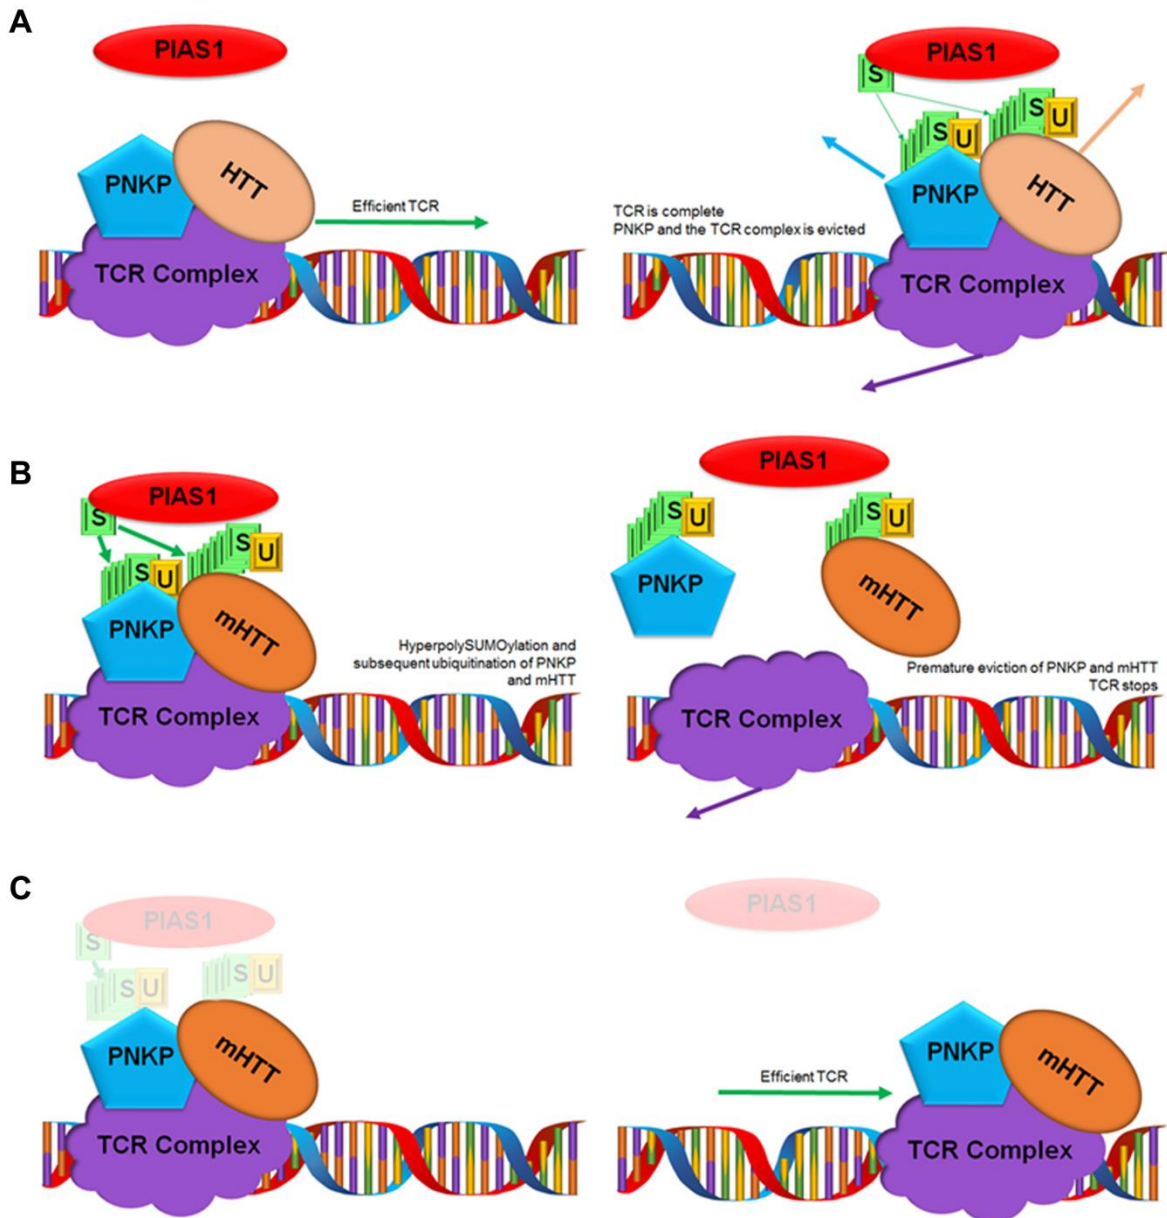 A
PIAS1
PNKP
HTT
Efficient TCR
TCR Complex
PIAS1
S
S
U
S
U
PNKP
HTT
TCR is complete
PNKP and the TCR complex is evicted
TCR Complex
B
PIAS1
S
S
U
S
U
PNKP
mHTT
HyperpolySUMOylation and
subsequent ubiquitination of PNKP
and mHTT
TCR Complex
PIAS1
S
U
S
U
PNKP
mHTT
Premature eviction of PNKP and mHTT
TCR stops
TCR Complex
C
PIAS1
S
S
U
S
U
PNKP
mHTT
TCR Complex
PIAS1
Efficient TCR
PNKP
mHTT
TCR Complex